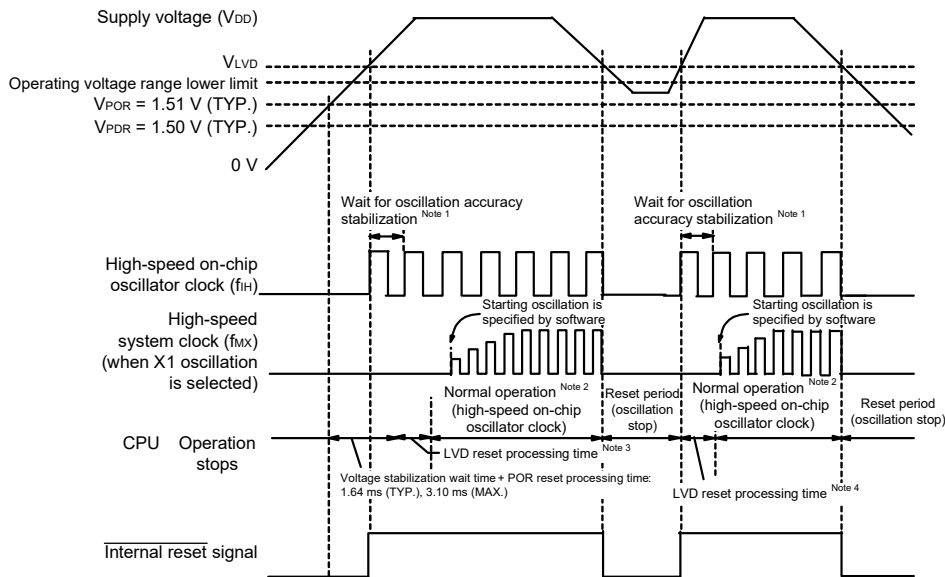 Supply voltage (VDD)
VLVD
Operating voltage range lower limit
VPOR = 1.51 V (TYP.)
VPDR = 1.50 V (TYP.)
0 V
Wait for oscillation accuracy
stabilization Note 1
Wait for oscillation
accuracy stabilization Note 1
High-speed on-chip
oscillator clock (fIH)
Starting oscillation is
specified by software
Starting oscillation is
specified by software
High-speed
system clock (fMX)
(when X1 oscillation
is selected)
Normal operation Note 2
(high-speed on-chip
oscillator clock)
Reset period
(oscillation
stop)
Normal operation Note 2
(high-speed on-chip
oscillator clock)
Reset period
(oscillation stop)
CPU Operation
stops
LVD reset processing time Note 3
Voltage stabilization wait time + POR reset processing time:
1.64 ms (TYP.), 3.10 ms (MAX.)
LVD reset processing time Note 4
Internal reset signal